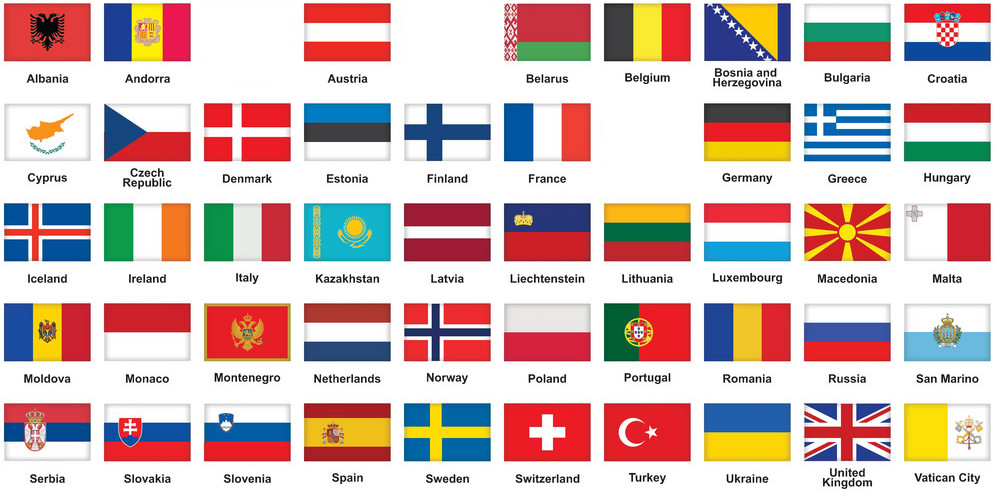 Albania
Andorra
Austria
Belarus
Belgium
Bosnia and
Herzegovina
Bulgaria
Croatia
Cyprus
Czech
Republic
Denmark
Estonia
Finland
France
Germany
Greece
Hungary
Iceland
Ireland
Italy
Kazakhstan
Latvia
Liechtenstein
Lithuania
Luxembourg
Macedonia
Malta
Moldova
Monaco
Montenegro
Netherlands
Norway
Poland
Portugal
Romania
Russia
San Marino
Serbia
Slovakia
Slovenia
Spain
Sweden
Switzerland
Turkey
Ukraine
United
Kingdom
Vatican City